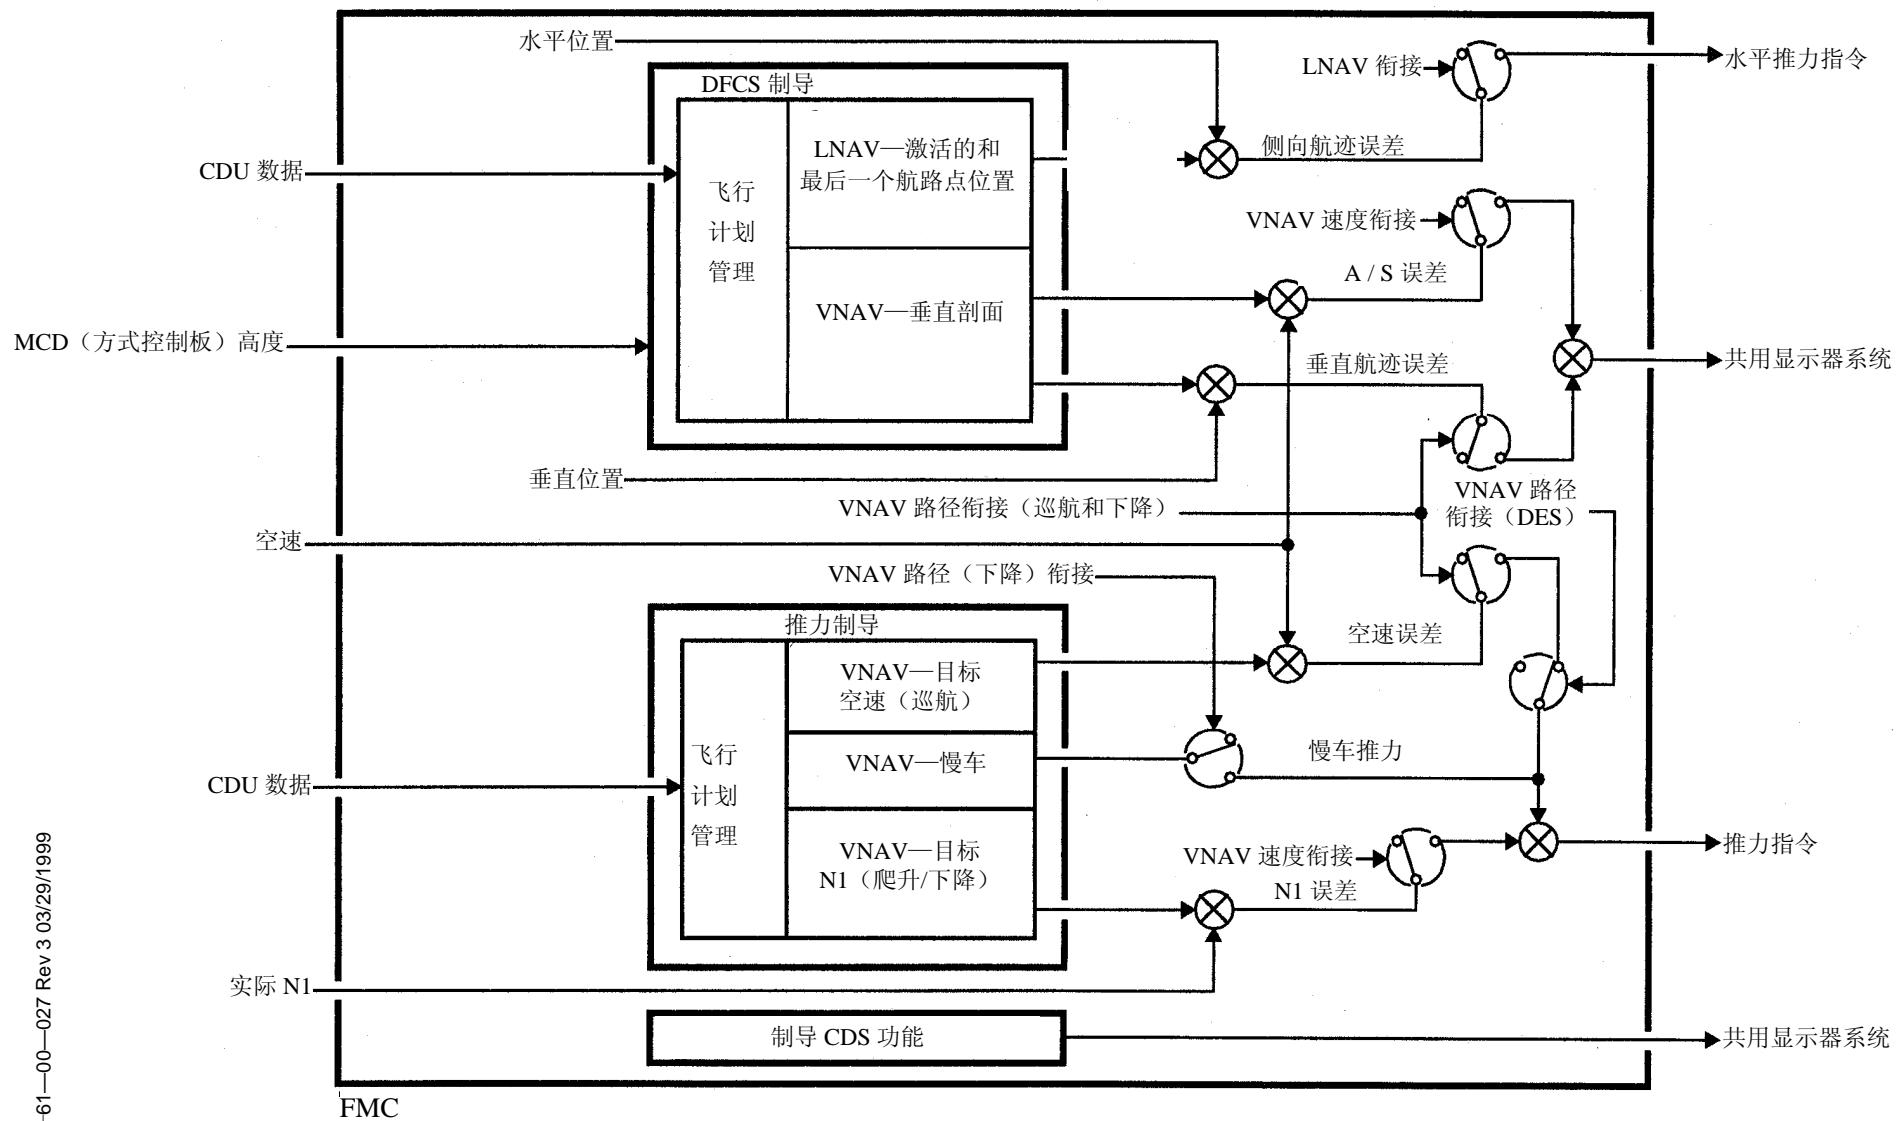 水平位置
LNAV 衔接
水平推力指令
DFCS 制导
CDU 数据
飞行
计划
管理
LNAV—激活的和
最后一个航路点位置
侧向航迹误差
VNAV 速度衔接
A / S 误差
VNAV—垂直剖面
MCD（方式控制板）高度
垂直航迹误差
共用显示器系统
垂直位置
VNAV 路径衔接（巡航和下降）
VNAV 路径
衔接（DES）
空速
VNAV 路径（下降）衔接
推力制导
空速误差
VNAV—目标
空速（巡航）
飞行
计划
管理
VNAV—慢车
慢车推力
CDU 数据
VNAV—目标
N1（爬升/下降）
VNAV 速度衔接
N1 误差
推力指令
实际 N1
制导 CDS 功能
共用显示器系统
FMC
61—00—027 Rev 3 03/29/1999